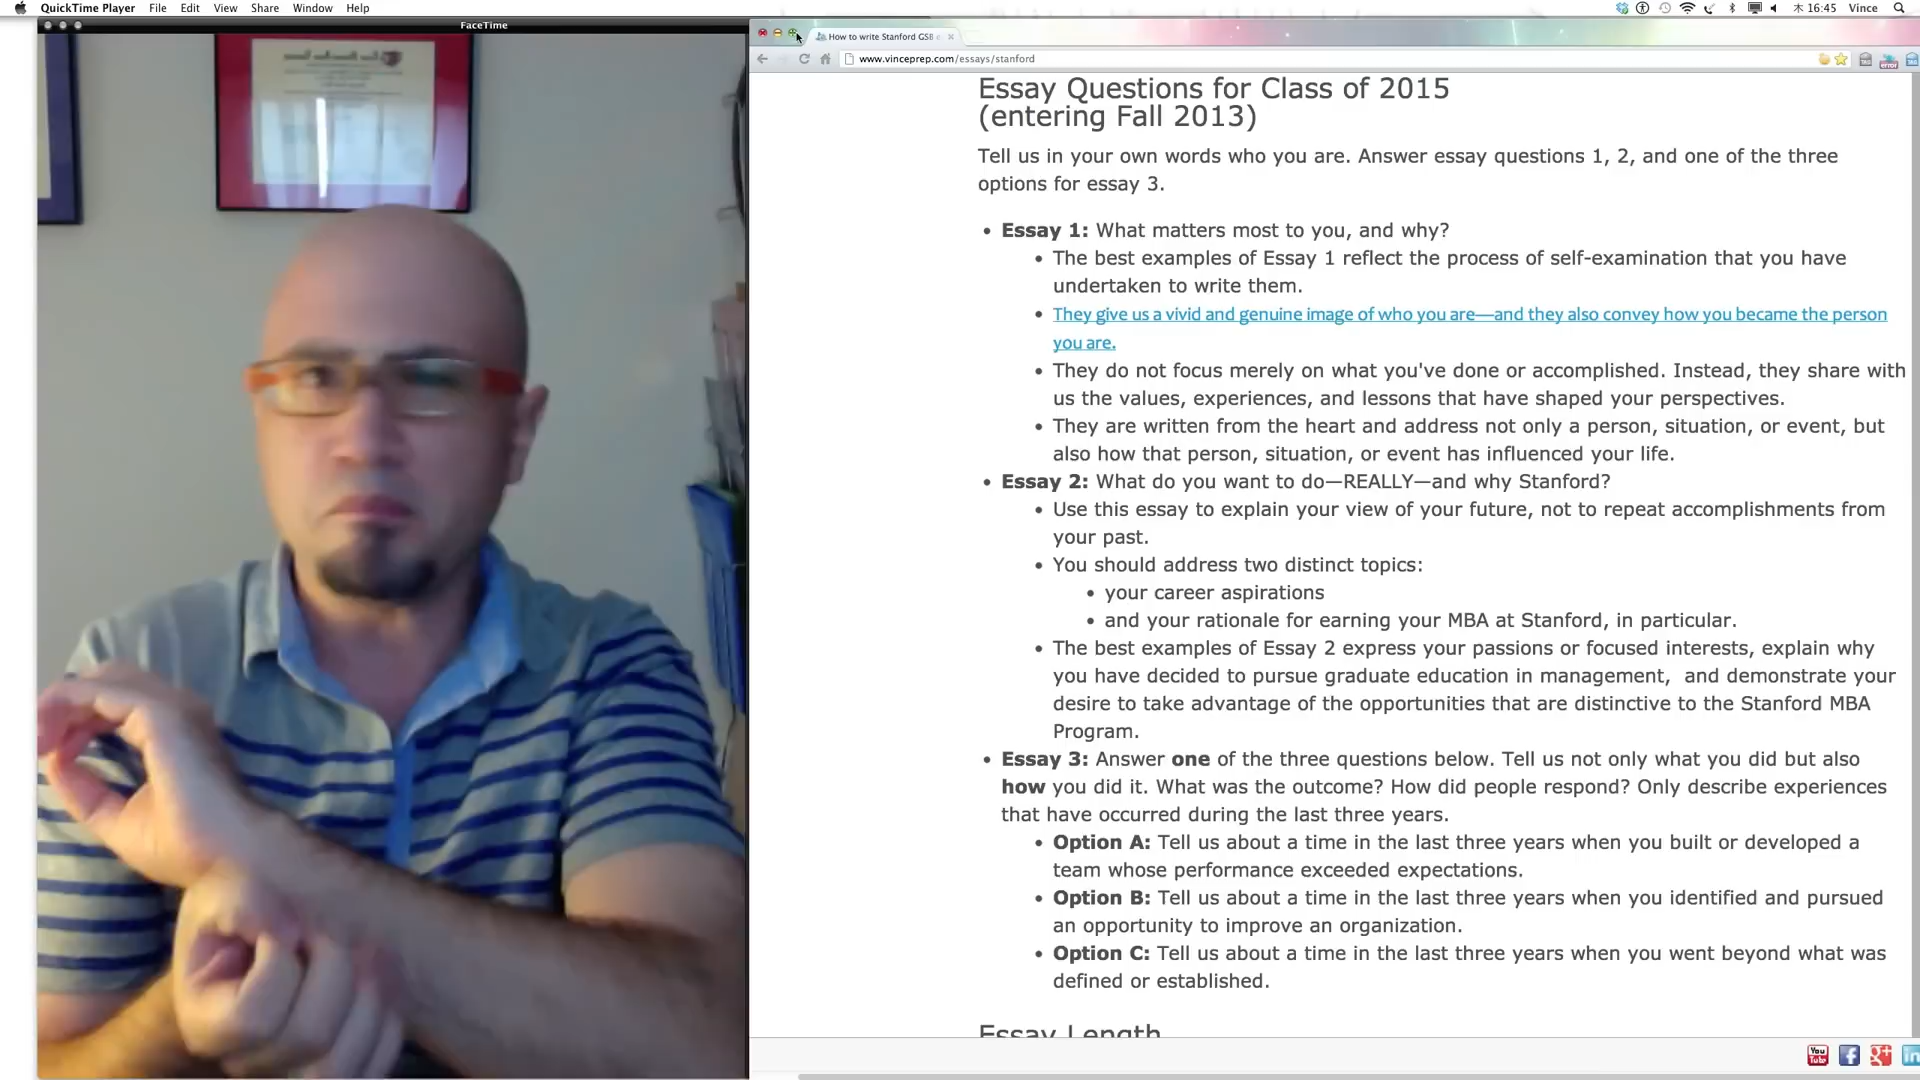 QuickTime Player File Edit View Share Window Help
木 16:45 Vince
FaceTime
How to write Stanford GSB
www.vinceprep.com/essays/stanford
Essay Questions for Class of 2015
(entering Fall 2013)
Tell us in your own words who you are. Answer essay questions 1, 2, and one of the three
options for essay 3.
• Essay 1: What matters most to you, and why?
• The best examples of Essay 1 reflect the process of self-examination that you have
undertaken to write them.
• They give us a vivid and genuine image of who you are—and they also convey how you became the person
you are.
• They do not focus merely on what you've done or accomplished. Instead, they share with
us the values, experiences, and lessons that have shaped your perspectives.
• They are written from the heart and address not only a person, situation, or event, but
also how that person, situation, or event has influenced your life.
• Essay 2: What do you want to do—REALLY—and why Stanford?
• Use this essay to explain your view of your future, not to repeat accomplishments from
your past.
• You should address two distinct topics:
• your career aspirations
• and your rationale for earning your MBA at Stanford, in particular.
• The best examples of Essay 2 express your passions or focused interests, explain why
you have decided to pursue graduate education in management, and demonstrate your
desire to take advantage of the opportunities that are distinctive to the Stanford MBA
Program.
• Essay 3: Answer one of the three questions below. Tell us not only what you did but also
how you did it. What was the outcome? How did people respond? Only describe experiences
that have occurred during the last three years.
• Option A: Tell us about a time in the last three years when you built or developed a
team whose performance exceeded expectations.
• Option B: Tell us about a time in the last three years when you identified and pursued
an opportunity to improve an organization.
• Option C: Tell us about a time in the last three years when you went beyond what was
defined or established.
Essay Length
You Tube